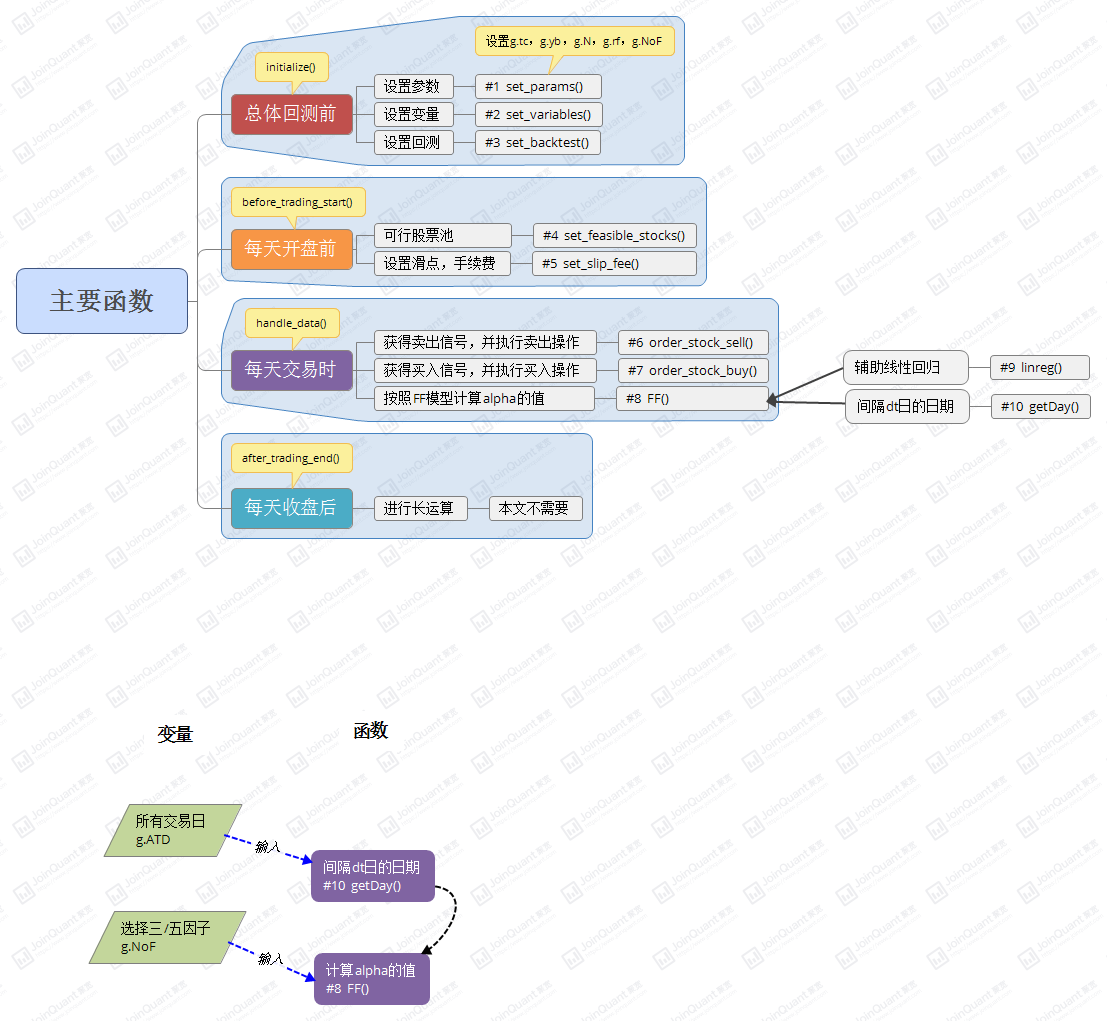 设置g.tc，g.yb，g.N，g.rf，g.NoF
initialize()
总体回测前
设置参数
#1 set_params()
设置变量
#2 set_variables()
设置回测
#3 set_backtest()
before_trading_start()
每天开盘前
可行股票池
#4 set_feasible_stocks()
设置滑点，手续费
#5 set_slip_fee()
主要函数
handle_data()
每天交易时
获得卖出信号，并执行卖出操作
#6 order_stock_sell()
获得买入信号，并执行买入操作
#7 order_stock_buy()
按照FF模型计算alpha的值
#8 FF()
辅助线性回归
#9 linreg()
间隔dt日的日期
#10 getDay()
after_trading_end()
每天收盘后
进行长运算
本文不需要
变量
函数
所有交易日
g.ATD
输入
间隔dt日的日期
#10 getDay()
选择三/五因子
g.NoF
输入
计算alpha的值
#8 FF()
JoinQuant 聚宽